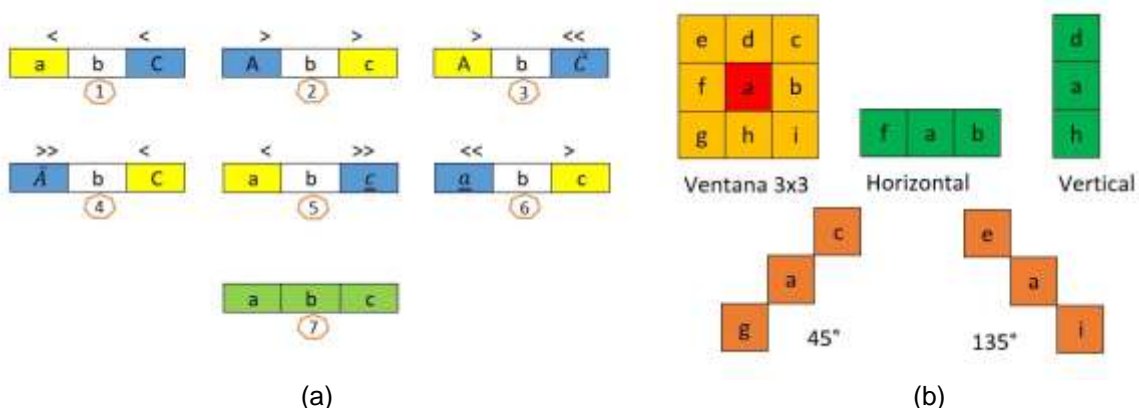 < <
a b C
1
> >
A b c
2
> <<
A b Ĉ
3
>> <
Â b C
4
< >>
a b c
5
<< >
a b c
6
a b c
7
(a)
e d c
f a b
g h i
Ventana 3x3
f a b
Horizontal
d
a
h
Vertical
c
a
g
45°
e
a
i
135°
(b)